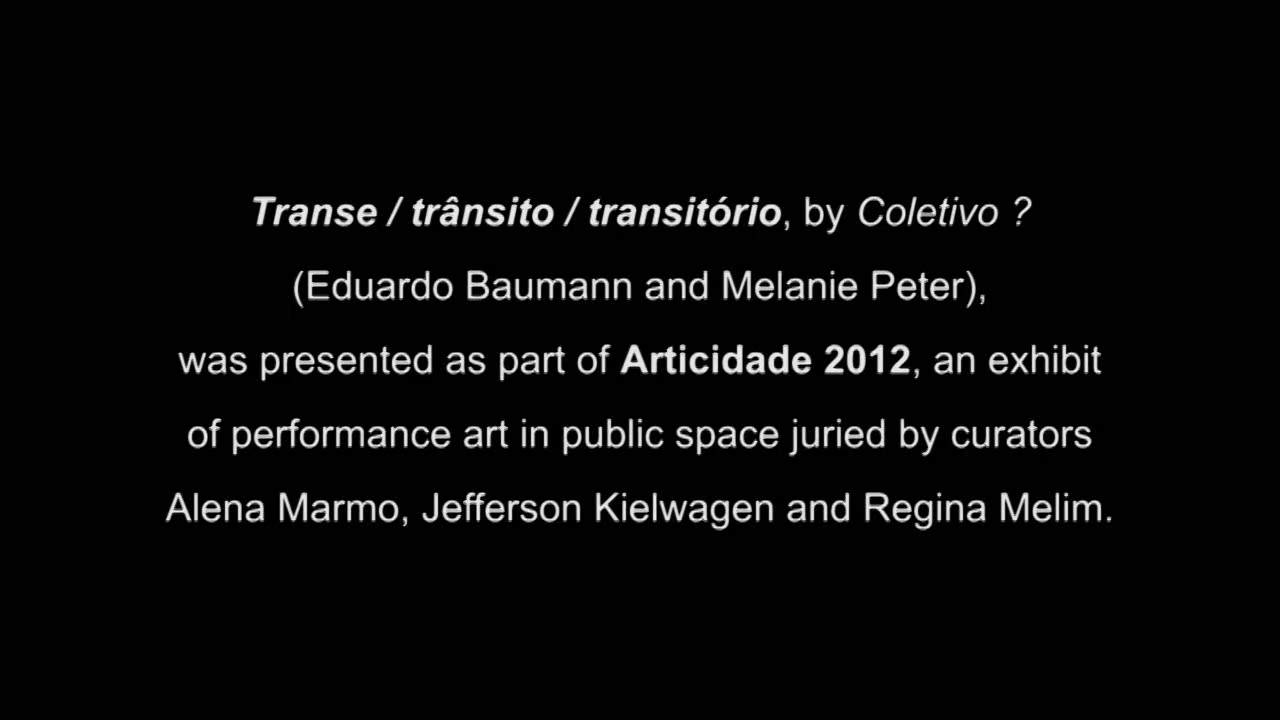 Transe / trânsito / transitório, by Coletivo ?
(Eduardo Baumann and Melanie Peter),
was presented as part of Articidade 2012, an exhibit
of performance art in public space juried by curators
Alena Marmo, Jefferson Kielwagen and Regina Melim.